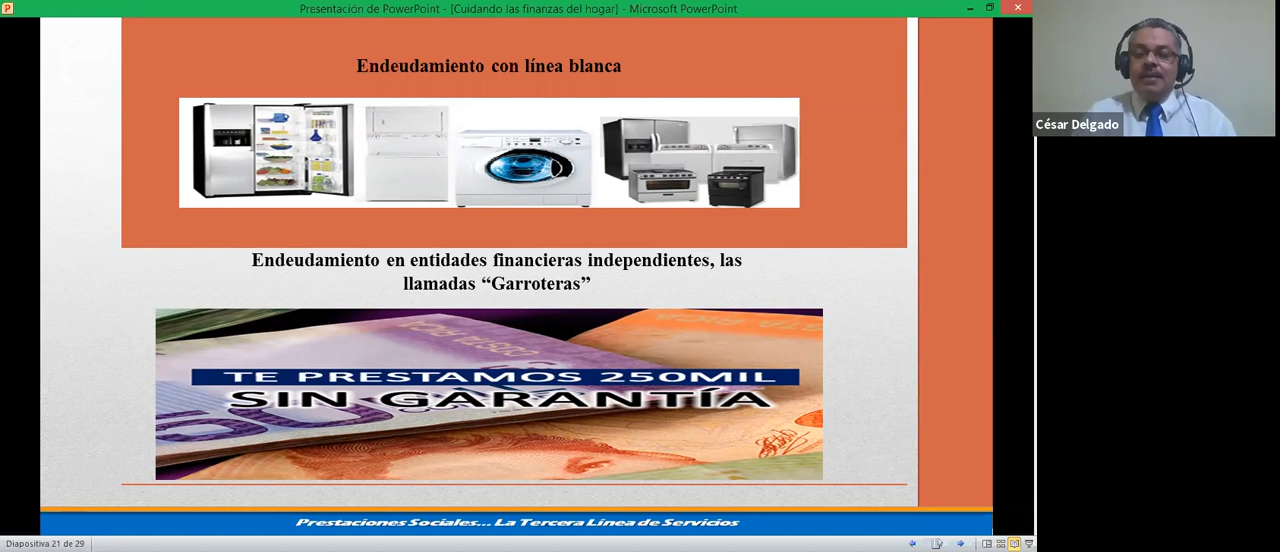 Presentación de PowerPoint - [Cuidando las finanzas del hogar] - Microsoft PowerPoint
Endeudamiento con línea blanca
César Delgado
Endeudamiento en entidades financieras independientes, las
llamadas “Garroteras”
COSTA RICA
TE PRESTAMOS 250MIL
SIN GARANTÍA
Prestaciones Sociales... La Tercera Línea de Servicios
Diapositiva 21 de 29